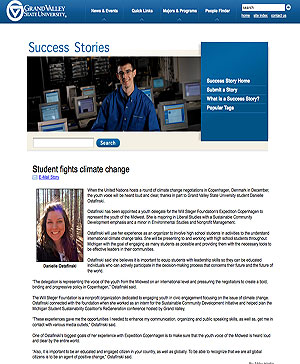 GRAND VALLEY
STATE UNIVERSITY
News & Events
Quick Links
Majors & Programs
People Finder
search
home
site index
contact us
Success Stories
Success Story Home
Submit a Story
What is a Success Story?
Popular Tags
Search
Student fights climate change
E-Mail Story
When the United Nations hosts a round of climate change negotiations in Copenhagen, Denmark in December,
the youth voice will be heard loud and clear, thanks in part to Grand Valley State University student Danielle
Ostafinski.
Ostafinski has been appointed a youth delegate for the Will Steger Foundation's Expedition Copenhagen to
represent the youth of the Midwest. She is majoring in Liberal Studies with a Sustainable Community
Development emphasis and a minor in Environmental Studies and Nonprofit Management.
Ostafinski will use her experience as an organizer to involve high school students in activities to the understand
international climate change talks. She will be presenting to and working with high school students throughout
Michigan with the goal of engaging as many students as possible and providing them with the necessary tools to
be effective leaders in their communities.
Ostafinski said she believes it is important to equip students with leadership skills so they can be educated
individuals who can actively participate in the decision-making process that concerns their future and the future of
the world.
Danielle Ostafinski
"The delegation is representing the voice of the youth from the Midwest on an international level and pressuring the negotiators to create a bold,
binding and progressive policy in Copenhagen," Ostafinski said.
The Will Steger Foundation is a nonprofit organization dedicated to engaging youth in civic engagement focusing on the issue of climate change.
Ostafinski connected with the foundation when she worked as an intern for the Sustainable Community Development Initiative and helped plan the
Michigan Student Sustainability Coalition's ReGeneration conference hosted by Grand Valley.
"These experiences gave me the opportunities I needed to enhance my communication, organizing and public speaking skills, as well as, get me in
contact with various media outlets," Ostafinski said.
One of Ostafinski's biggest goals of her experience with Expedition Copenhagen is to make sure that the youth voice of the Midwest is heard loud
and clear by the entire world.
"Also, it is important to be an educated and engaged citizen in your country, as well as globally. To be able to recognize that we are all global
citizens is to be an agent of positive change," Ostafinski said.